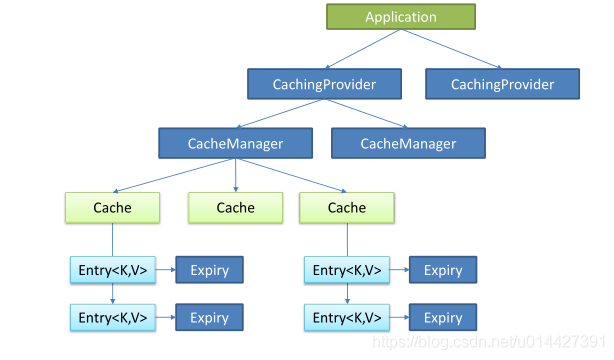 Application
CachingProvider
CachingProvider
CacheManager
CacheManager
Cache
Cache
Cache
Entry<K,V>
Expiry
Entry<K,V>
Expiry
Entry<K,V>
Expiry
Entry<K,V>
Expiry
https://blog.csdn.net/u014427391